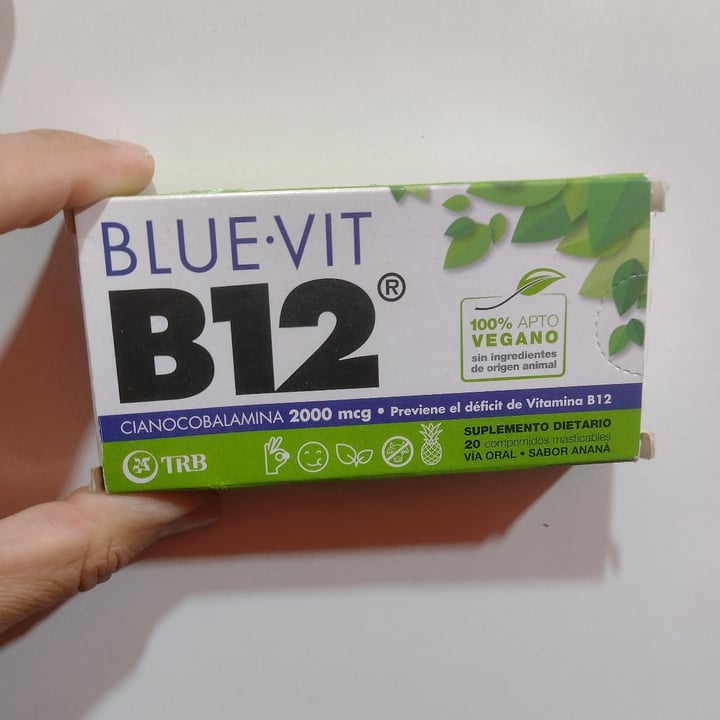 BLUE·VIT
B12®
100% APTO
VEGANO
sin ingredientes
de origen animal
CIANOCOBALAMINA 2000 mcg • Previene el déficit de Vitamina B12
TRB
SUPLEMENTO DIETARIO
20 comprimidos masticables
VÍA ORAL • SABOR ANANÁ